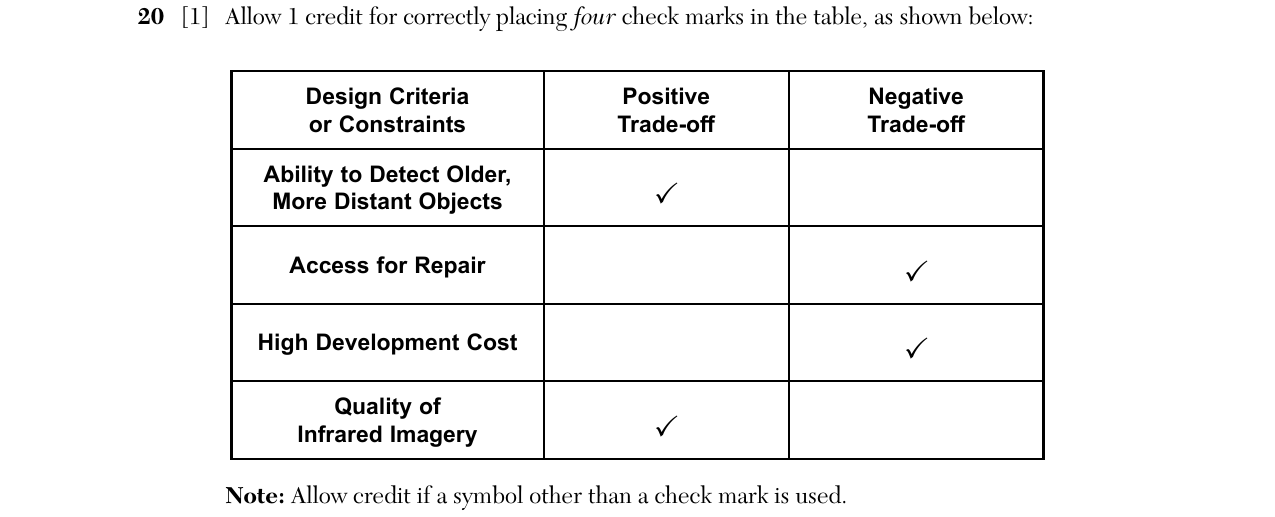 20 [1] Allow 1 credit for correctly placing four check marks in the table, as shown below:
Design Criteria
or Constraints
Positive
Trade-off
Negative
Trade-off
Ability to Detect Older,
More Distant Objects
✓
Access for Repair
✓
High Development Cost
✓
Quality of
Infrared Imagery
✓
Note: Allow credit if a symbol other than a check mark is used.